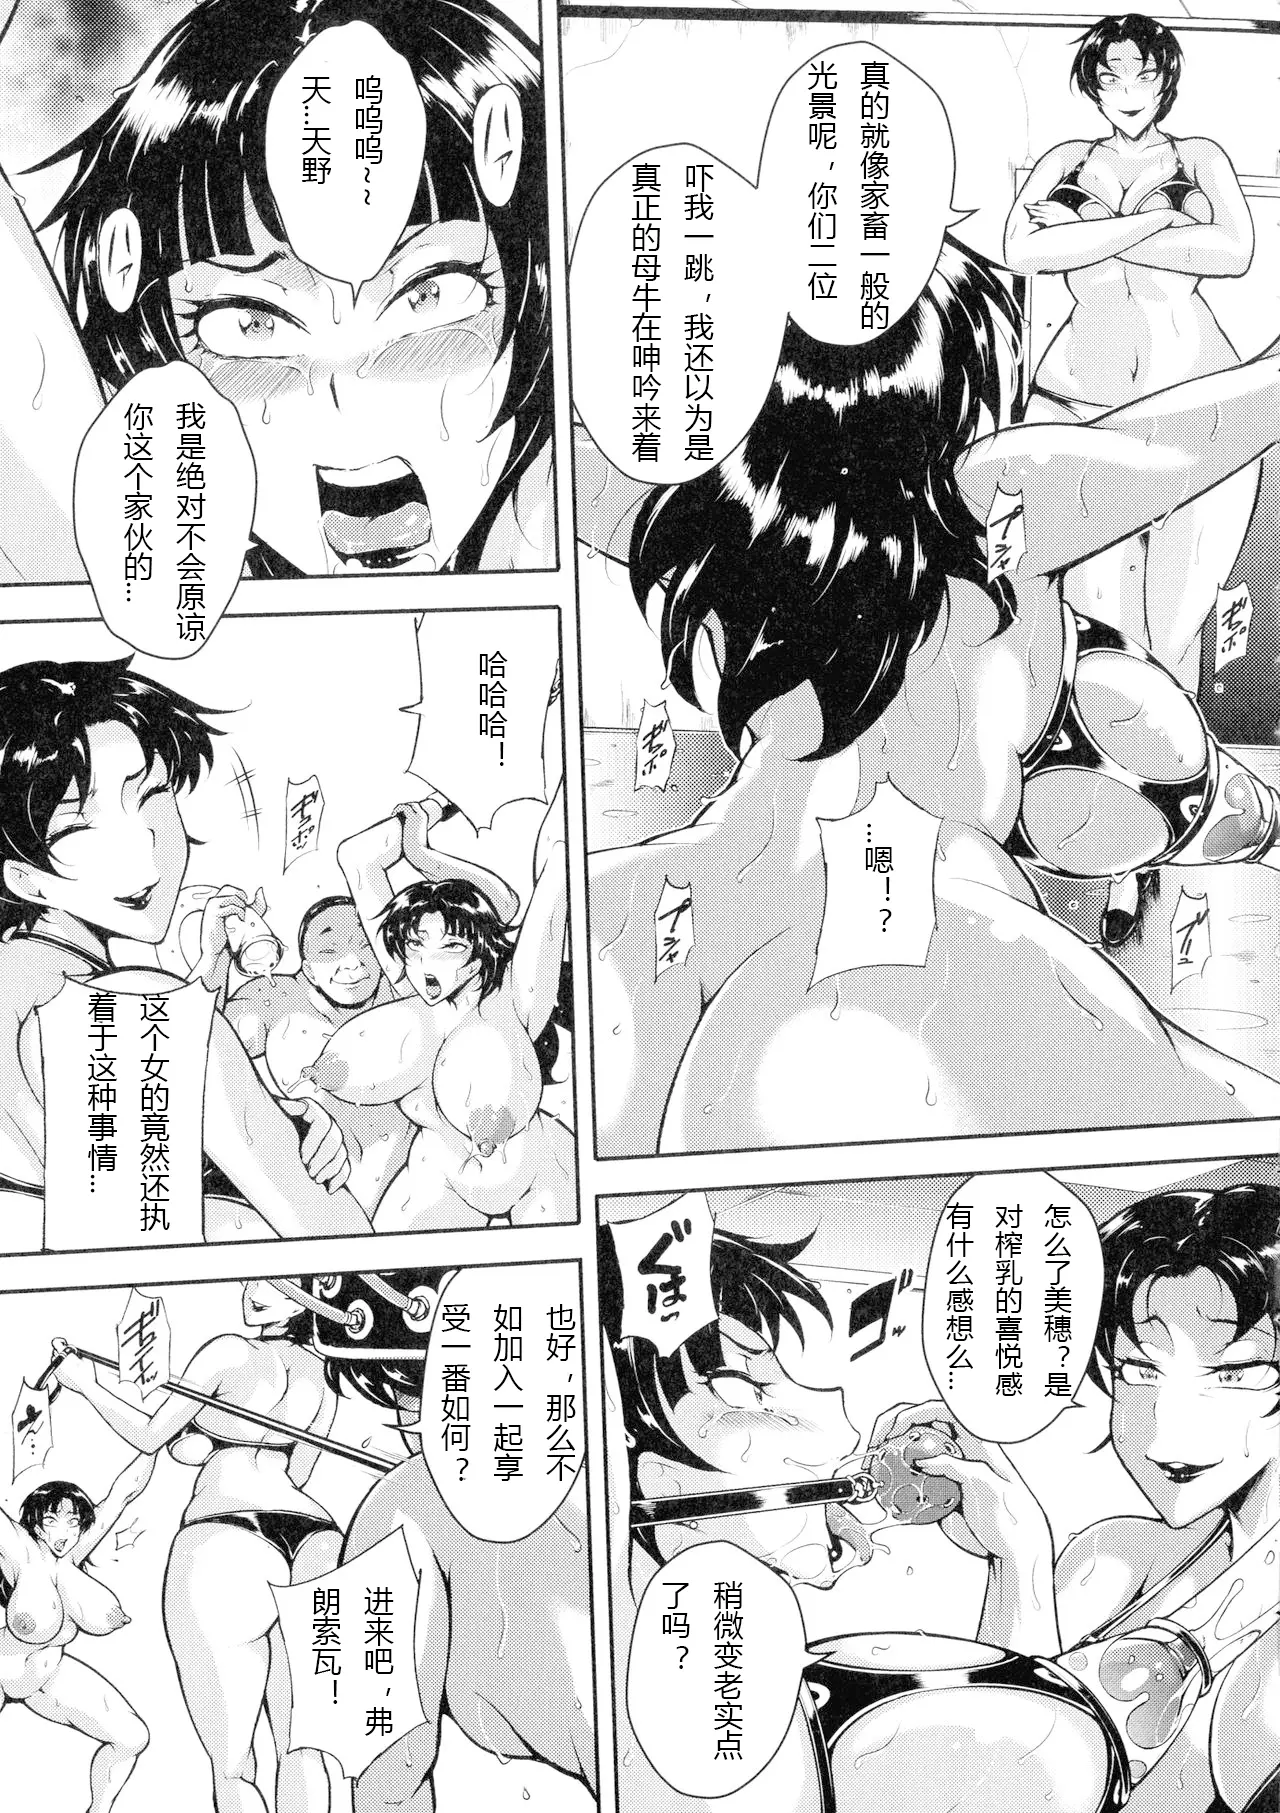 真的就像家畜一般的
光景呢，你们二位
吓我一跳，我还以为是
真正的母牛在呻吟来着
…嗯！？
怎么了美穗？是
对榨乳的喜悦感
有什么感想么…
稍微变老实点
了吗？
呜呜呜~~
天…天野
我是绝对不会原谅
你这个家伙的…
哈哈哈！
这个女的竟然还执
着于这种事情…
也好，那么不
如加入一起享
受一番如何？
进来吧，弗
朗索瓦！
ぐぽっ